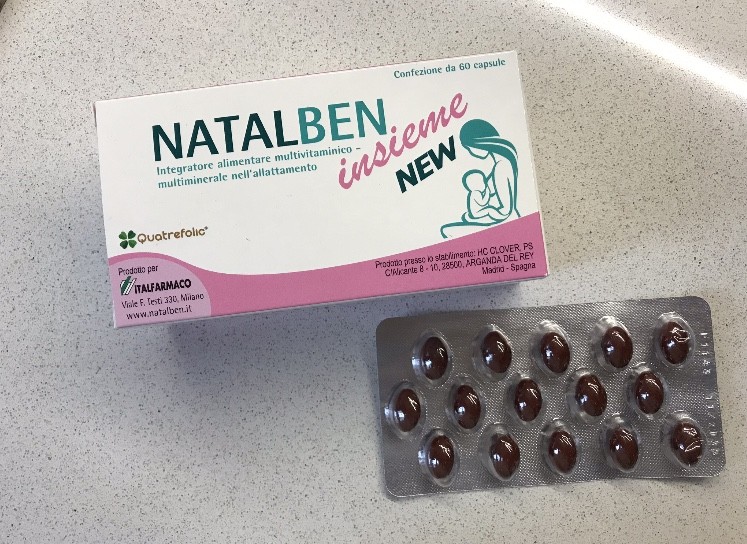 Confezione da 60 capsule
NATALBEN
insieme
NEW
Integratore alimentare multivitaminico -
multiminerale nell'allattamento
Quatrefolic®
Prodotto per
ITALFARMACO
Viale F. Testi 330, Milano
www.natalben.it
Prodotto presso lo stabilimento: HC CLOVER, PS
C/Alicante 8 - 10, 28500, ARGANDA DEL REY
Madrid - Spagna